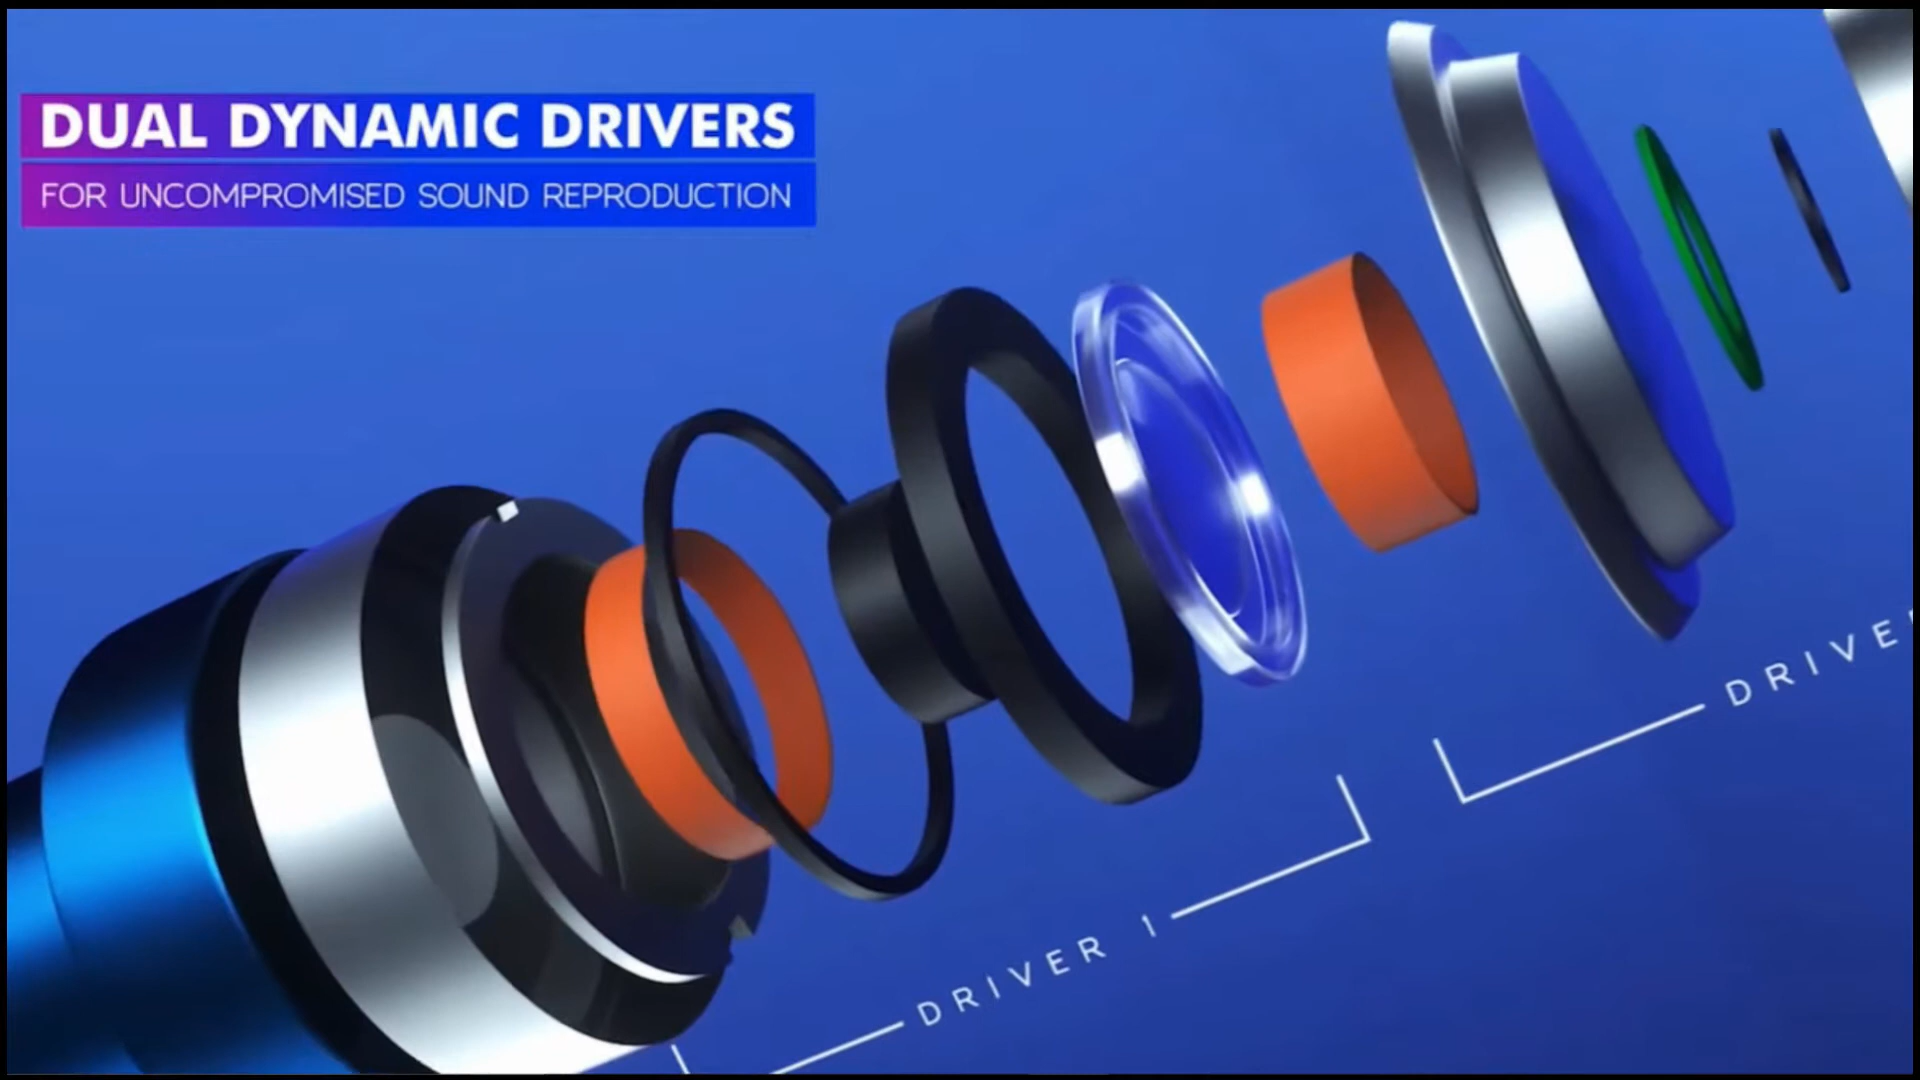 DUAL DYNAMIC DRIVERS
FOR UNCOMPROMISED SOUND REPRODUCTION
DRIVER 1